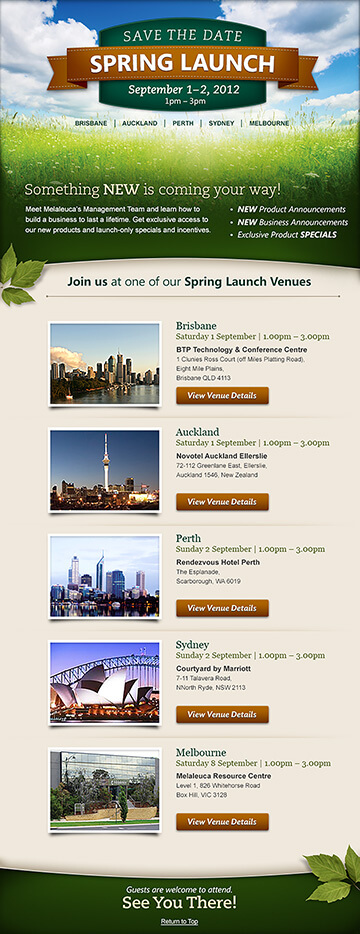 SAVE THE DATE
SPRING LAUNCH
September 1–2, 2012
1pm – 3pm
BRISBANE | AUCKLAND | PERTH | SYDNEY | MELBOURNE
Something NEW is coming your way!
Meet Melaleuca's Management Team and learn how to
build a business to last a lifetime. Get exclusive access to
our new products and launch-only specials and incentives.
• NEW Product Announcements
• NEW Business Announcements
• Exclusive Product SPECIALS
Join us at one of our Spring Launch Venues
Brisbane
Saturday 1 September | 1.00pm – 3.00pm
BTP Technology & Conference Centre
1 Clunies Ross Court (off Miles Platting Road),
Eight Mile Plains,
Brisbane QLD 4113
View Venue Details
Auckland
Saturday 1 September | 1.00pm – 3.00pm
Novotel Auckland Ellerslie
72-112 Greenlane East, Ellerslie,
Auckland 1546, New Zealand
View Venue Details
Perth
Sunday 2 September | 1.00pm – 3.00pm
Rendezvous Hotel Perth
The Esplanade,
Scarborough, WA 6019
View Venue Details
Sydney
Sunday 2 September | 1.00pm – 3.00pm
Courtyard by Marriott
7-11 Talavera Road,
NNorth Ryde, NSW 2113
View Venue Details
Melbourne
Saturday 8 September | 1.00pm – 3.00pm
Melaleuca Resource Centre
Level 1, 826 Whitehorse Road
Box Hill, VIC 3128
View Venue Details
Guests are welcome to attend.
See You There!
Return to Top